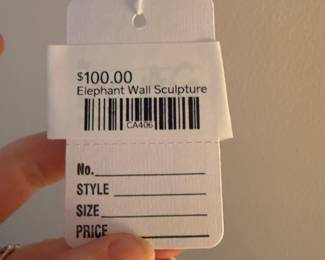 $100.00
Elephant Wall Sculpture
CA406
No.
STYLE
SIZE
PRICE